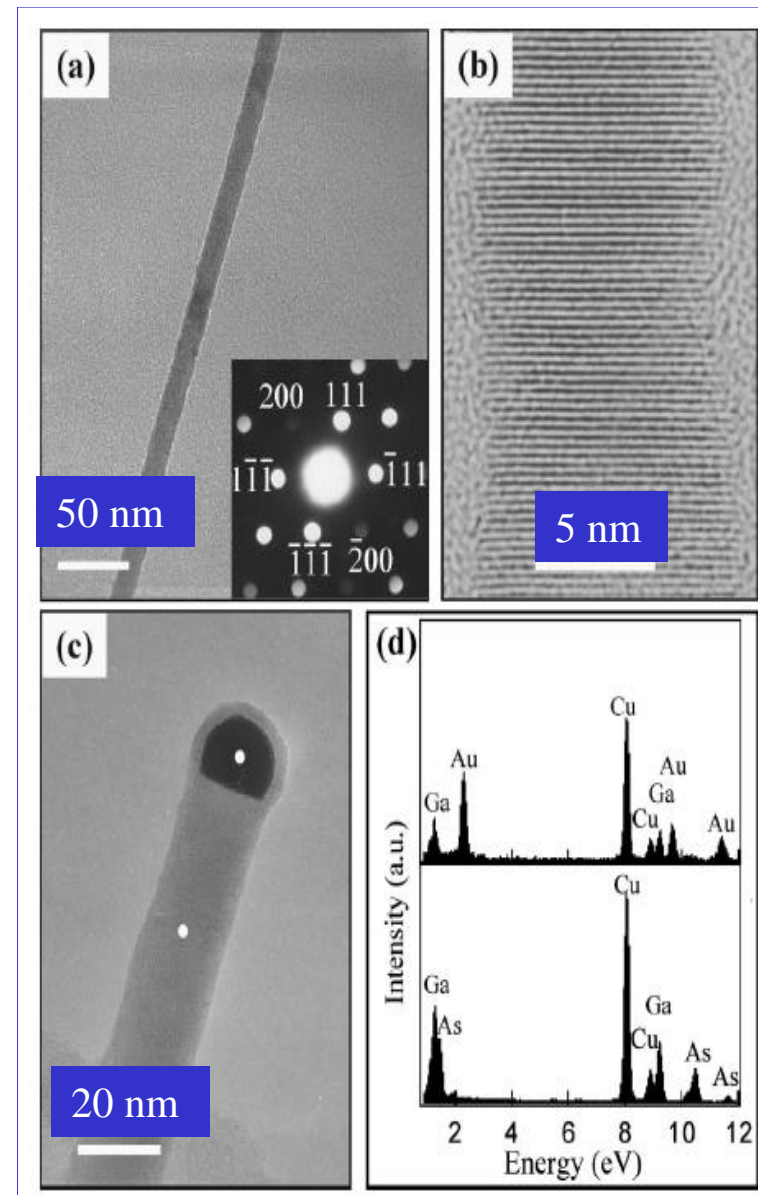 (a)
200 111
11̄1̄ 1̄11
1̄1̄1̄ 2̄00
50 nm
(b)
5 nm
(c)
20 nm
(d)
Cu
Au
Au
Ga
Ga
Cu
Au
Cu
Ga
As
Ga
Cu
As
As
Intensity (a.u.)
2 4 6 8 10 12
Energy (eV)